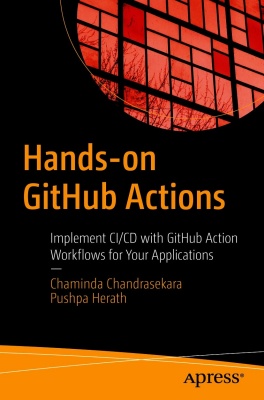 Hands-on
GitHub Actions
Implement CI/CD with GitHub Action
Workflows for Your Applications
—
Chaminda Chandrasekara
Pushpa Herath
Apress®